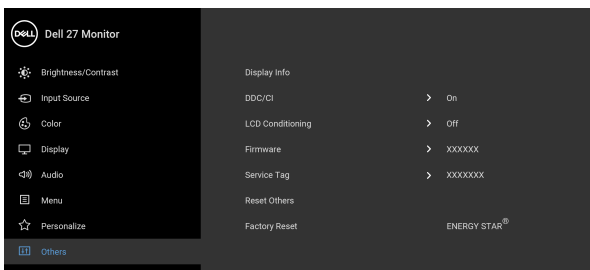 DELL Dell 27 Monitor
Brightness/Contrast
Input Source
Color
Display
Audio
Menu
Personalize
Others
Display Info
DDC/CI > On
LCD Conditioning > Off
Firmware > XXXXXX
Service Tag > XXXXXXX
Reset Others
Factory Reset ENERGY STAR®